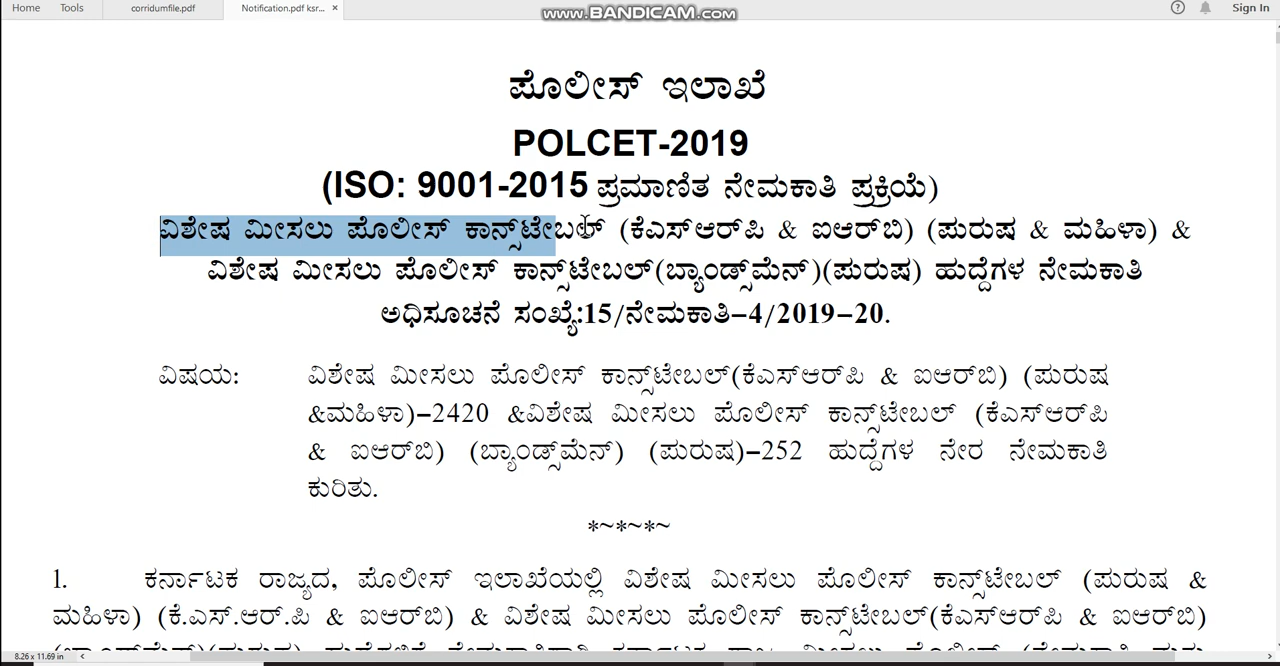 Home Tools corridumfile.pdf Notification.pdf ksr... ×
www.BANDICAM.com
? Sign In
ಪೊಲೀಸ್ ಇಲಾಖೆ
POLCET-2019
(ISO: 9001-2015 ಪ್ರಮಾಣಿತ ನೇಮಕಾತಿ ಪ್ರಕ್ರಿಯೆ)
ವಿಶೇಷ ಮೀಸಲು ಪೊಲೀಸ್ ಕಾನ್ಸ್‌ಟೇಬಲ್ (ಕೆಎಸ್‌ಆರ್‌ಪಿ & ಐಆರ್‌ಬಿ) (ಪುರುಷ & ಮಹಿಳಾ) &
ವಿಶೇಷ ಮೀಸಲು ಪೊಲೀಸ್ ಕಾನ್ಸ್‌ಟೇಬಲ್(ಬ್ಯಾಂಡ್ಸ್‌ಮೆನ್)(ಪುರುಷ) ಹುದ್ದೆಗಳ ನೇಮಕಾತಿ
ಅಧಿಸೂಚನೆ ಸಂಖ್ಯೆ:15/ನೇಮಕಾತಿ–4/2019–20.
ವಿಷಯ: ವಿಶೇಷ ಮೀಸಲು ಪೊಲೀಸ್ ಕಾನ್ಸ್‌ಟೇಬಲ್(ಕೆಎಸ್‌ಆರ್‌ಪಿ & ಐಆರ್‌ಬಿ) (ಪುರುಷ
&ಮಹಿಳಾ)–2420 &ವಿಶೇಷ ಮೀಸಲು ಪೊಲೀಸ್ ಕಾನ್ಸ್‌ಟೇಬಲ್ (ಕೆಎಸ್‌ಆರ್‌ಪಿ
& ಐಆರ್‌ಬಿ) (ಬ್ಯಾಂಡ್ಸ್‌ಮೆನ್) (ಪುರುಷ)–252 ಹುದ್ದೆಗಳ ನೇರ ನೇಮಕಾತಿ
ಕುರಿತು.
*~*~*~
1. ಕರ್ನಾಟಕ ರಾಜ್ಯದ, ಪೊಲೀಸ್ ಇಲಾಖೆಯಲ್ಲಿ ವಿಶೇಷ ಮೀಸಲು ಪೊಲೀಸ್ ಕಾನ್ಸ್‌ಟೇಬಲ್ (ಪುರುಷ &
ಮಹಿಳಾ) (ಕೆ.ಎಸ್.ಆರ್.ಪಿ & ಐಆರ್‌ಬಿ) & ವಿಶೇಷ ಮೀಸಲು ಪೊಲೀಸ್ ಕಾನ್ಸ್‌ಟೇಬಲ್(ಕೆಎಸ್‌ಆರ್‌ಪಿ & ಐಆರ್‌ಬಿ)
8.26 x 11.69 in